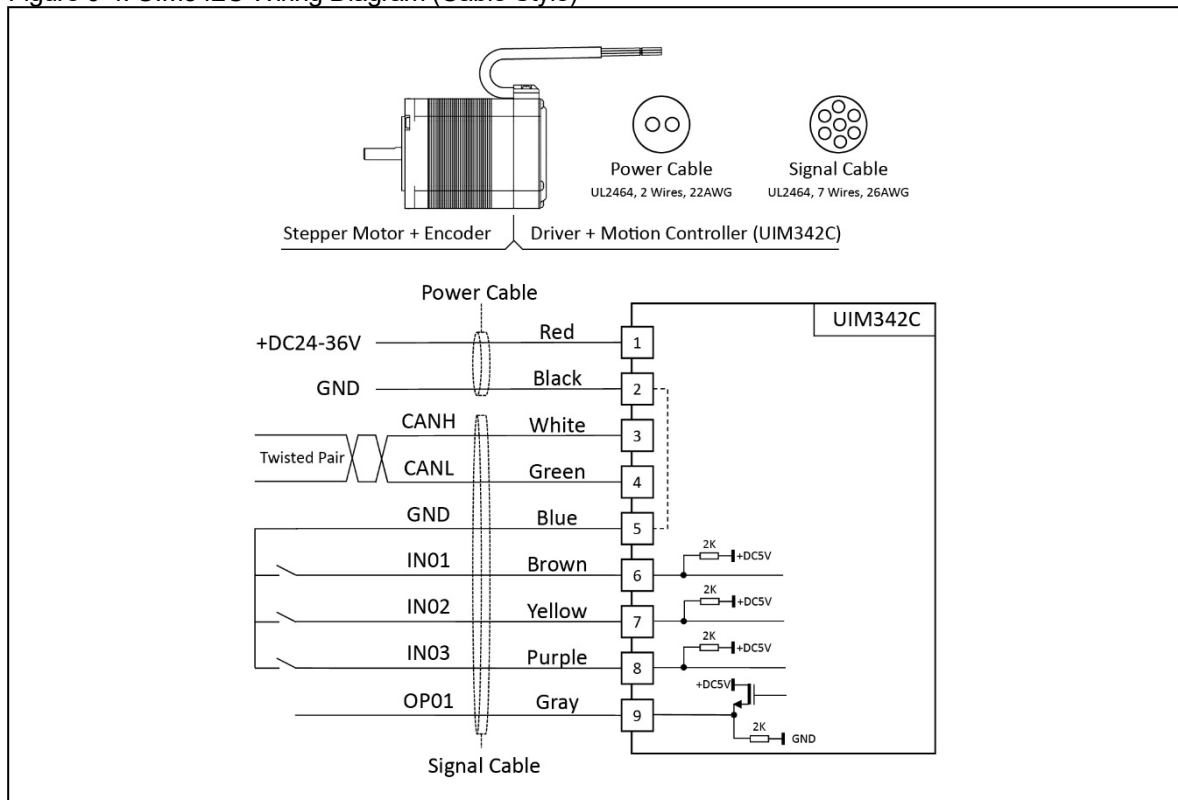 Power Cable
UL2464, 2 Wires, 22AWG
Signal Cable
UL2464, 7 Wires, 26AWG
Stepper Motor + Encoder
Driver + Motion Controller (UIM342C)
Power Cable
UIM342C
+DC24-36V
Red
1
GND
Black
2
CANH
White
3
Twisted Pair
CANL
Green
4
GND
Blue
5
IN01
Brown
6
2K
+DC5V
IN02
Yellow
7
2K
+DC5V
IN03
Purple
8
2K
+DC5V
OP01
Gray
9
+DC5V
2K
GND
Signal Cable